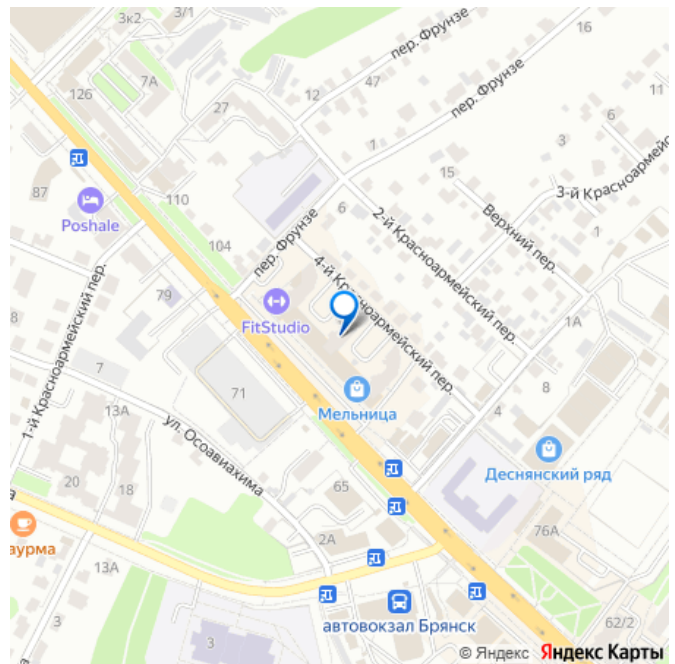 3к2
3/1
7А
126
пер. Фрунзе
16
47
12
27
пер. Фрунзе
11
6
3
1
15
3-й Красноармейс
87
Poshale
110
104
6
2-й Красноармейский пер.
Верхний пер.
1
пер. Фрунзе
4-й Красноармейский пер.
79
FitStudio
1А
1-й Красноармейский пер.
7
71
13А
Мельница
8
4
ул. Осоавиахима
20
18
65
Деснянский ряд
аурма
2А
76А
13А
3
3
автовокзал Брянск
62/2
© Яндекс Яндекс Карты